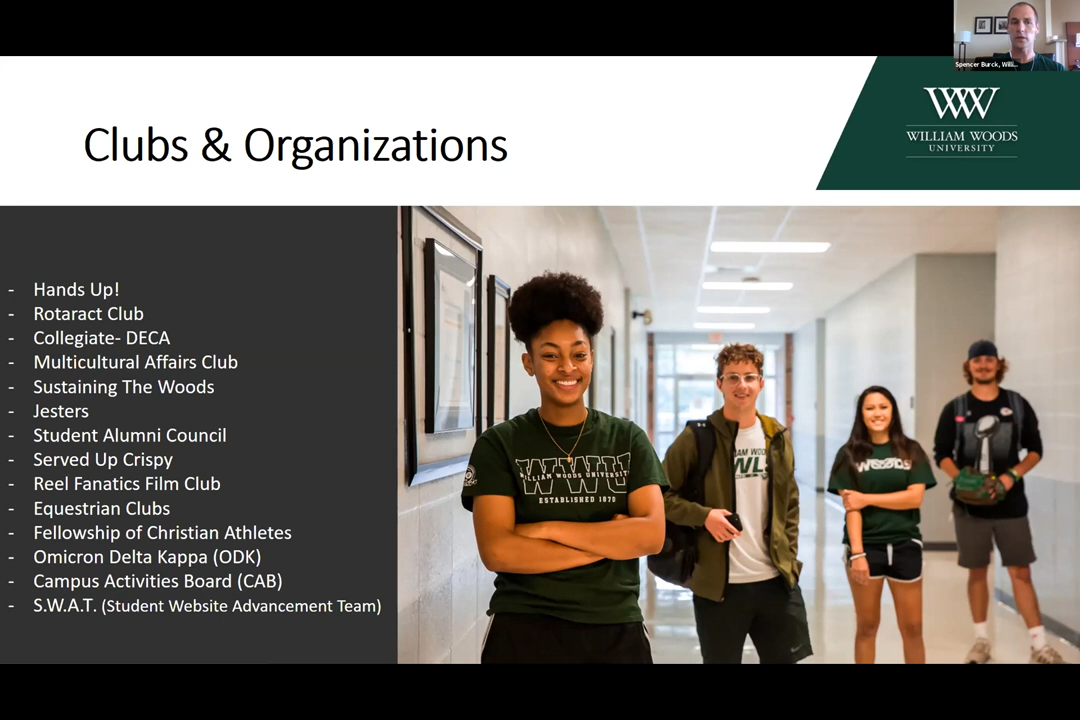 Spencer Burck, Willi...
WILLIAM WOODS
UNIVERSITY
Clubs & Organizations
- Hands Up!
- Rotaract Club
- Collegiate- DECA
- Multicultural Affairs Club
- Sustaining The Woods
- Jesters
- Student Alumni Council
- Served Up Crispy
- Reel Fanatics Film Club
- Equestrian Clubs
- Fellowship of Christian Athletes
- Omicron Delta Kappa (ODK)
- Campus Activities Board (CAB)
- S.W.A.T. (Student Website Advancement Team)
WWU
WILLIAM WOODS UNIVERSITY
ESTABLISHED 1870
WOODS